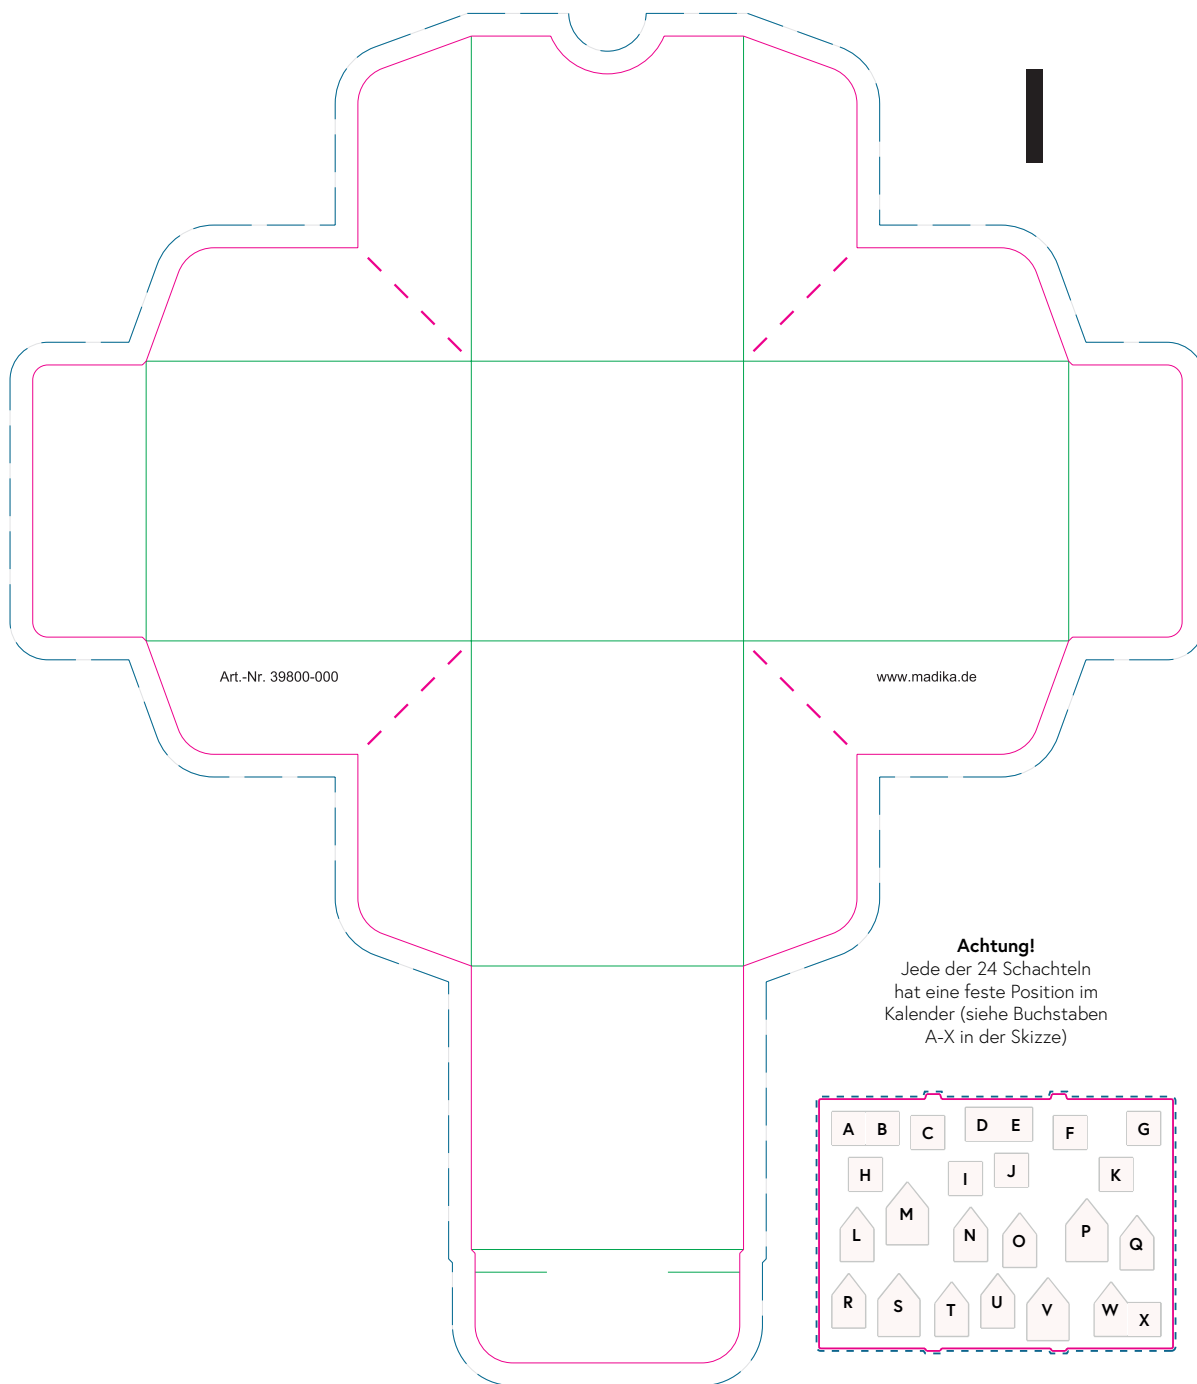 Art.-Nr. 39800-000
www.madika.de
Achtung!
Jede der 24 Schachteln
hat eine feste Position im
Kalender (siehe Buchstaben
A-X in der Skizze)
A B C D E F G
H I J K
L M N O P Q
R S T U V W X